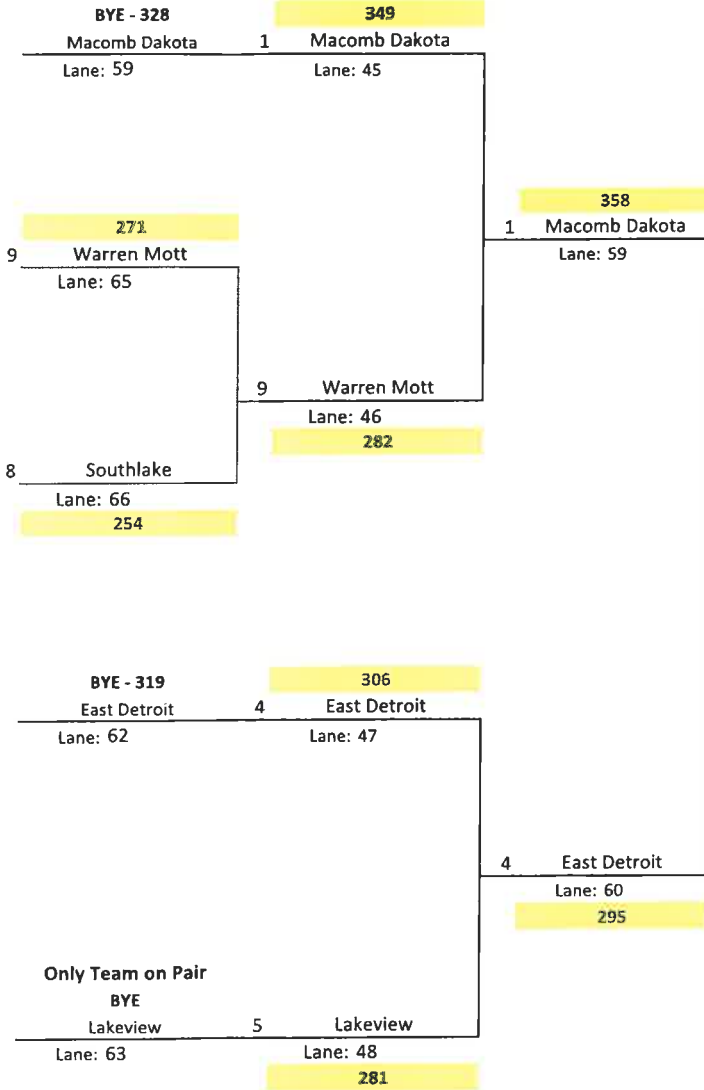 BYE - 328
349
Macomb Dakota
1
Macomb Dakota
Lane: 59
Lane: 45
358
1
Macomb Dakota
Lane: 59
271
9
Warren Mott
Lane: 65
9
Warren Mott
Lane: 46
282
8
Southlake
Lane: 66
254
BYE - 319
306
East Detroit
4
East Detroit
Lane: 62
Lane: 47
4
East Detroit
Lane: 60
295
Only Team on Pair
BYE
Lakeview
5
Lakeview
Lane: 63
Lane: 48
281